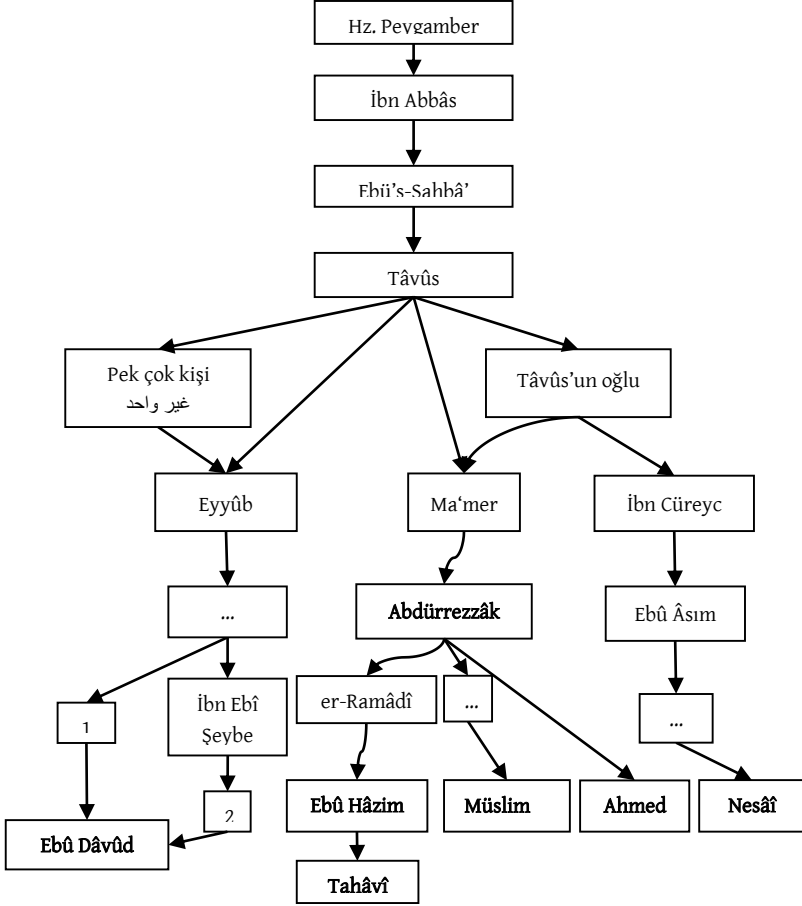 Hz. Peygamber
İbn Abbâs
Ebü’s-Sahbâ’
Tâvûs
Pek çok kişi
غير واحد
Tâvûs’un oğlu
Eyyûb
Ma‘mer
İbn Cüreyc
...
Abdürrezzâk
Ebû Âsım
1
İbn Ebî
Şeybe
er-Ramâdî
...
...
2
Ebû Hâzim
Müslim
Ahmed
Nesâî
Ebû Dâvûd
Tahâvî